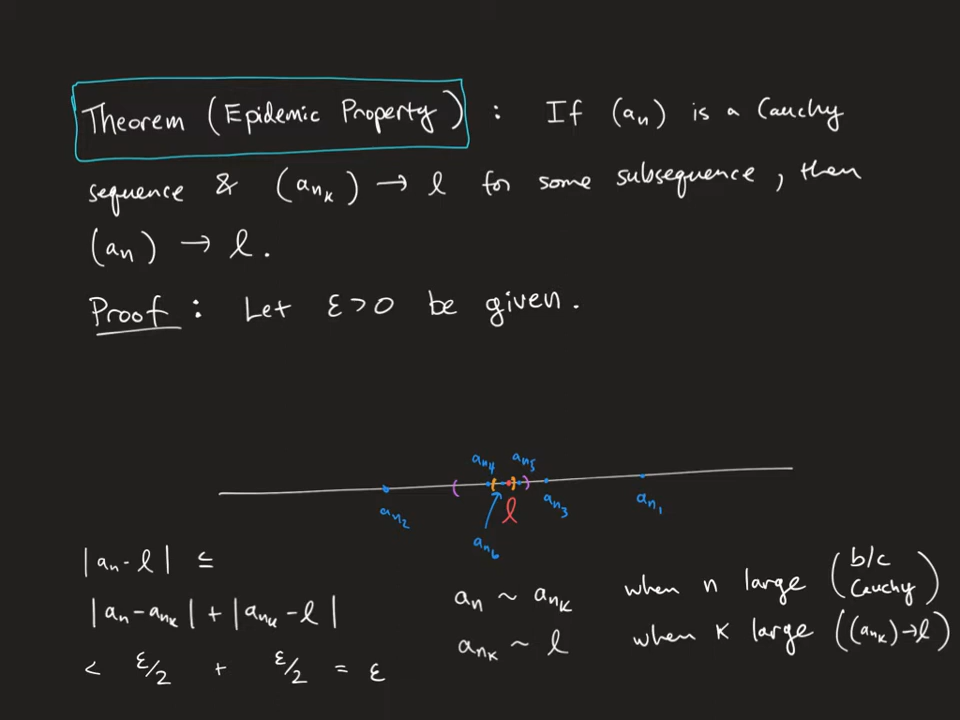 Theorem (Epidemic Property) : If (aₙ) is a Cauchy
sequence & (aₙₖ) → l for some subsequence, then
(aₙ) → l.
Proof : Let ε > 0 be given.
aₙ₄ aₙ₅
( ( ) )
aₙ₂ l aₙ₃ aₙ₁
aₙ₆
|aₙ - l| ≤
|aₙ - aₙₖ| + |aₙₖ - l|
< ε/2 + ε/2 = ε
aₙ ~ aₙₖ when n large (b/c Cauchy)
aₙₖ ~ l when K large ((aₙₖ) → l)